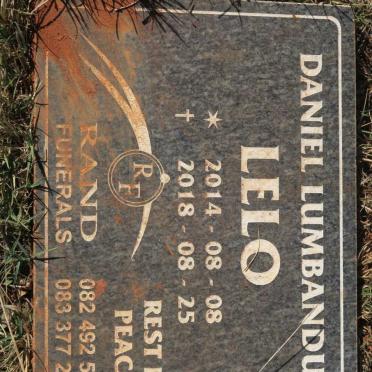 DANIEL LUMBANDU
LELO
2014 - 08 - 08
2018 - 08 - 25
REST
PEAC
RF
RAND 082 492 5
FUNERALS 083 377 2